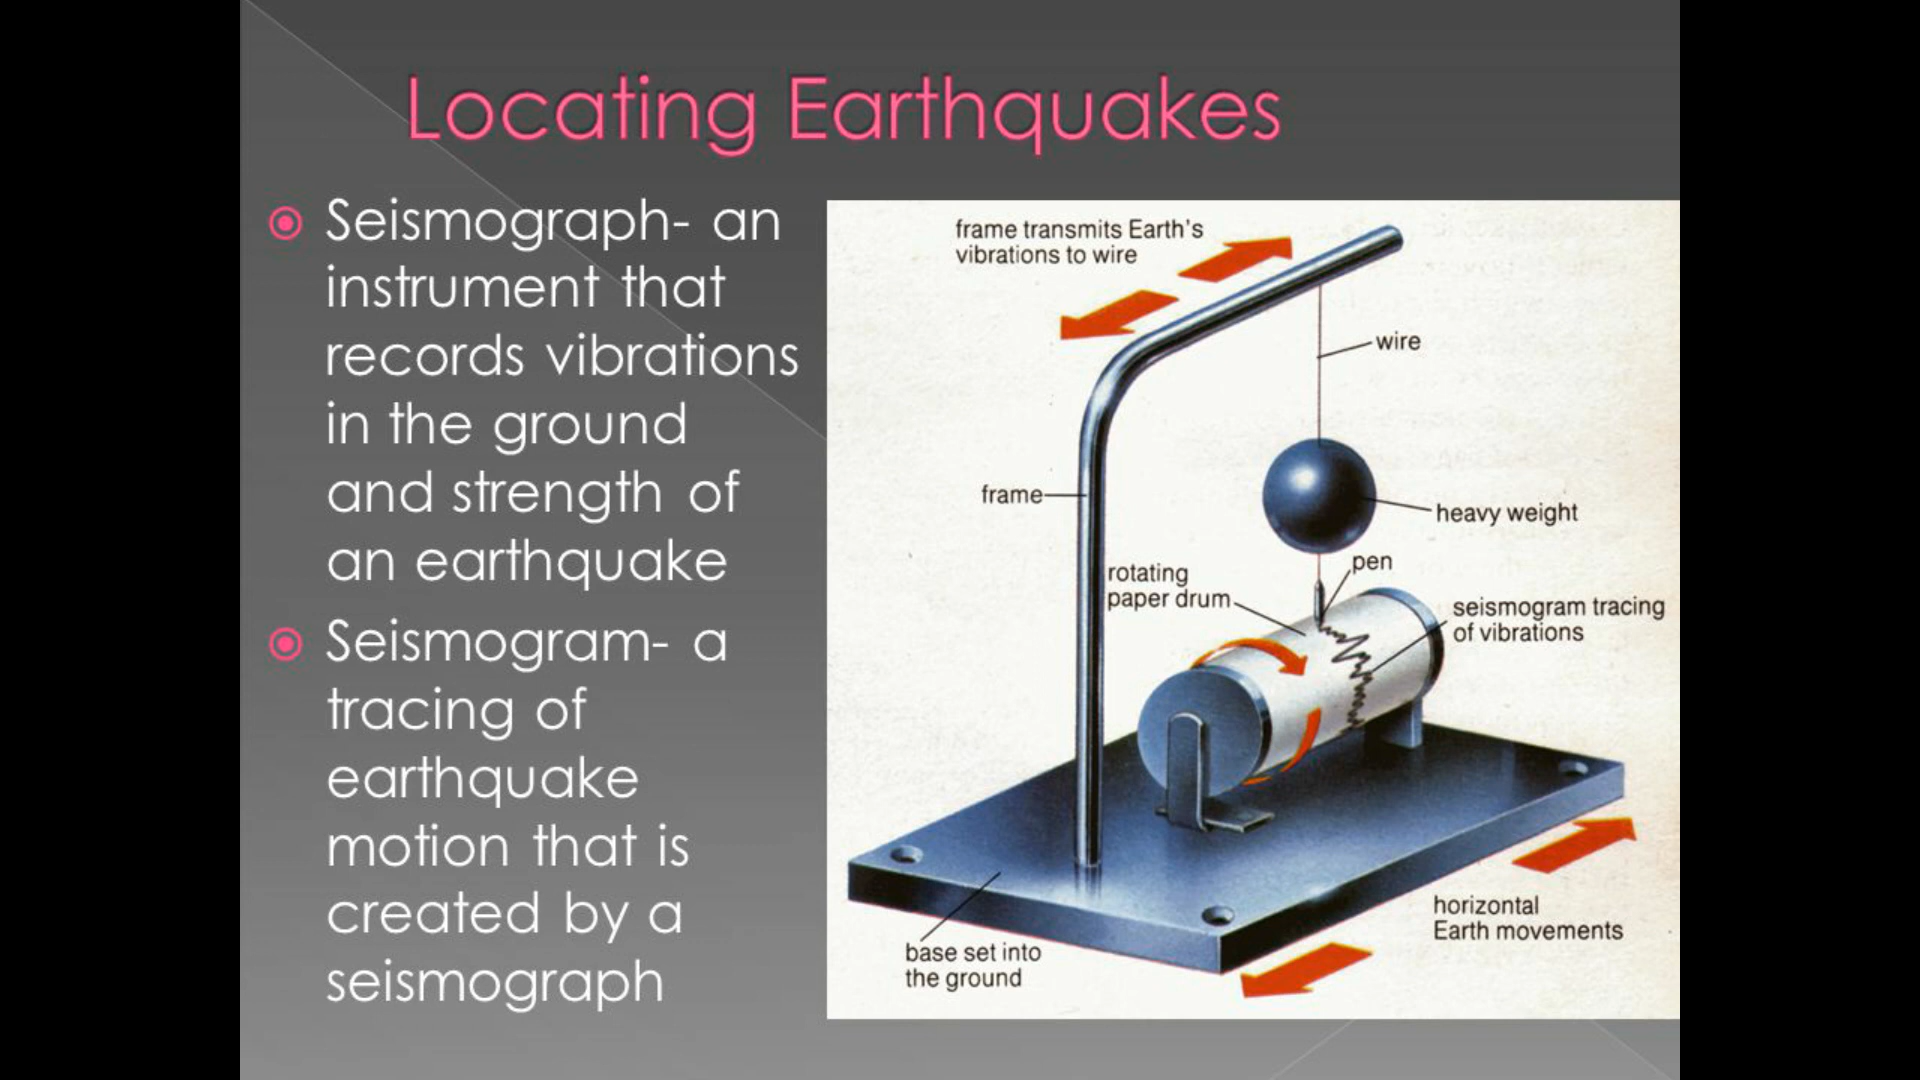 Locating Earthquakes
Seismograph- an
instrument that
records vibrations
in the ground
and strength of
an earthquake
Seismogram- a
tracing of
earthquake
motion that is
created by a
seismograph
frame transmits Earth's
vibrations to wire
wire
frame
heavy weight
pen
rotating
paper drum
seismogram tracing
of vibrations
horizontal
Earth movements
base set into
the ground